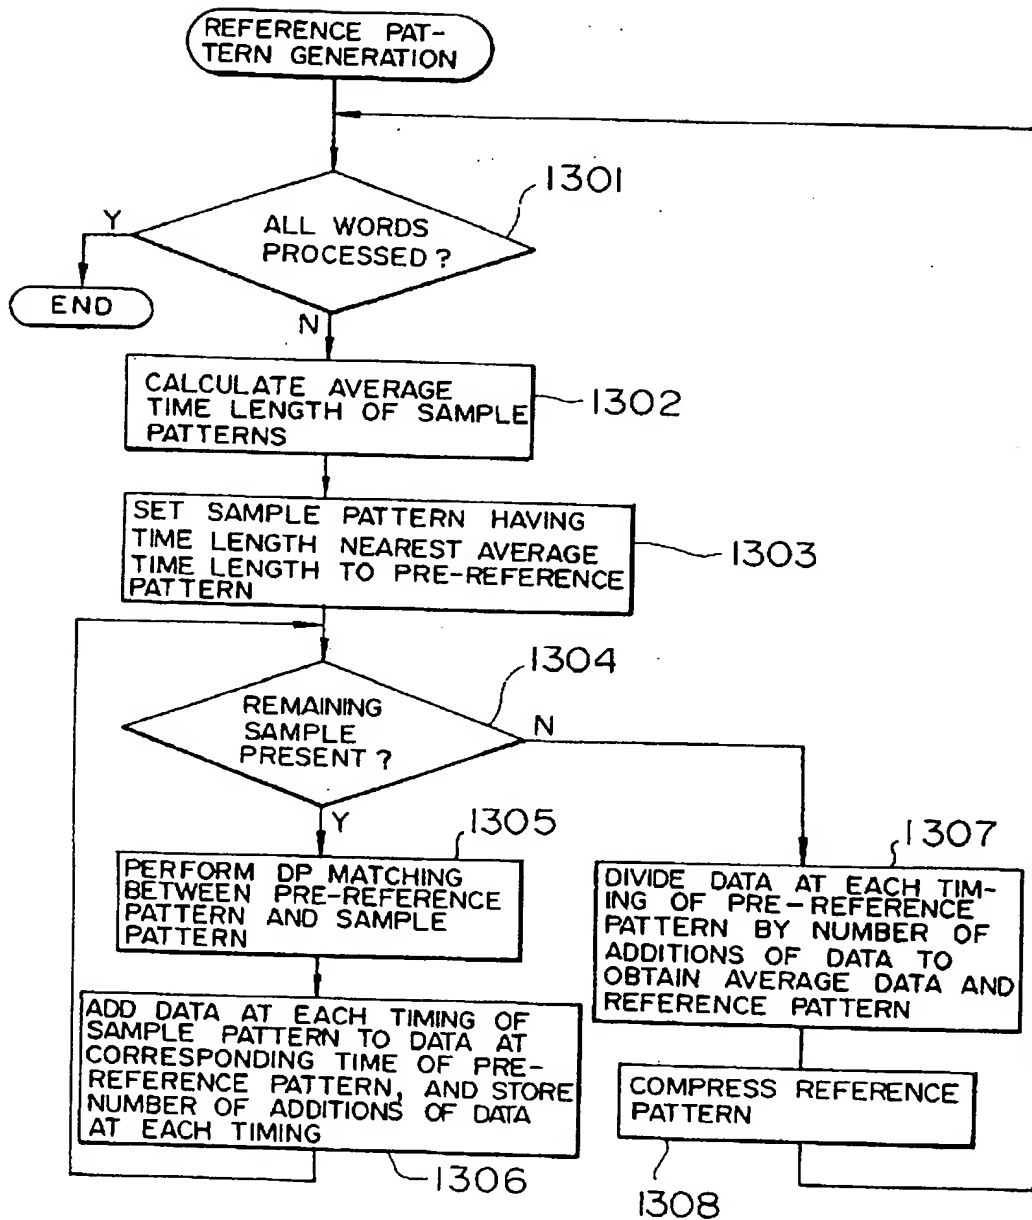 REFERENCE PAT-
TERN GENERATION
1301
Y
ALL WORDS
PROCESSED?
END
N
CALCULATE AVERAGE
TIME LENGTH OF SAMPLE
PATTERNS
1302
SET SAMPLE PATTERN HAVING
TIME LENGTH NEAREST AVERAGE
TIME LENGTH TO PRE-REFERENCE
PATTERN
1303
1304
REMAINING
SAMPLE
PRESENT?
N
Y
1305
PERFORM DP MATCHING
BETWEEN PRE-REFERENCE
PATTERN AND SAMPLE
PATTERN
1307
DIVIDE DATA AT EACH TIM-
ING OF PRE-REFERENCE
PATTERN BY NUMBER OF
ADDITIONS OF DATA TO
OBTAIN AVERAGE DATA AND
REFERENCE PATTERN
ADD DATA AT EACH TIMING OF
SAMPLE PATTERN TO DATA AT
CORRESPONDING TIME OF PRE-
REFERENCE PATTERN, AND STORE
NUMBER OF ADDITIONS OF DATA
AT EACH TIMING
1306
COMPRESS REFERENCE
PATTERN
1308